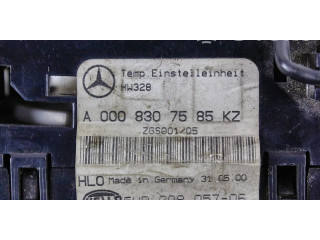 Temp.Einstelleinheit
HW328
A 000 830 75 85 KZ
ZGS001/05
HLO Made in Germany 31 05 00